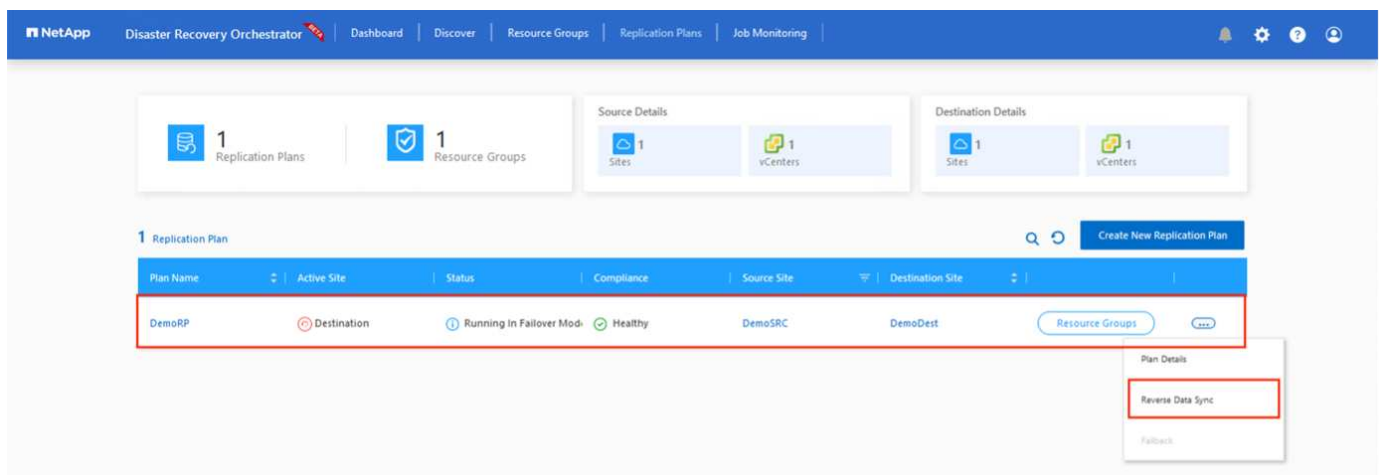 NetApp Disaster Recovery Orchestrator BETA Dashboard Discover Resource Groups Replication Plans Job Monitoring
Source Details Destination Details
1 Replication Plans 1 Resource Groups 1 Sites 1 vCenters 1 Sites 1 vCenters
1 Replication Plan Create New Replication Plan
Plan Name Active Site Status Compliance Source Site Destination Site
DemoRP Destination Running In Failover Mod Healthy DemoSRC DemoDest Resource Groups ...
Plan Details
Reverse Data Sync
Failback